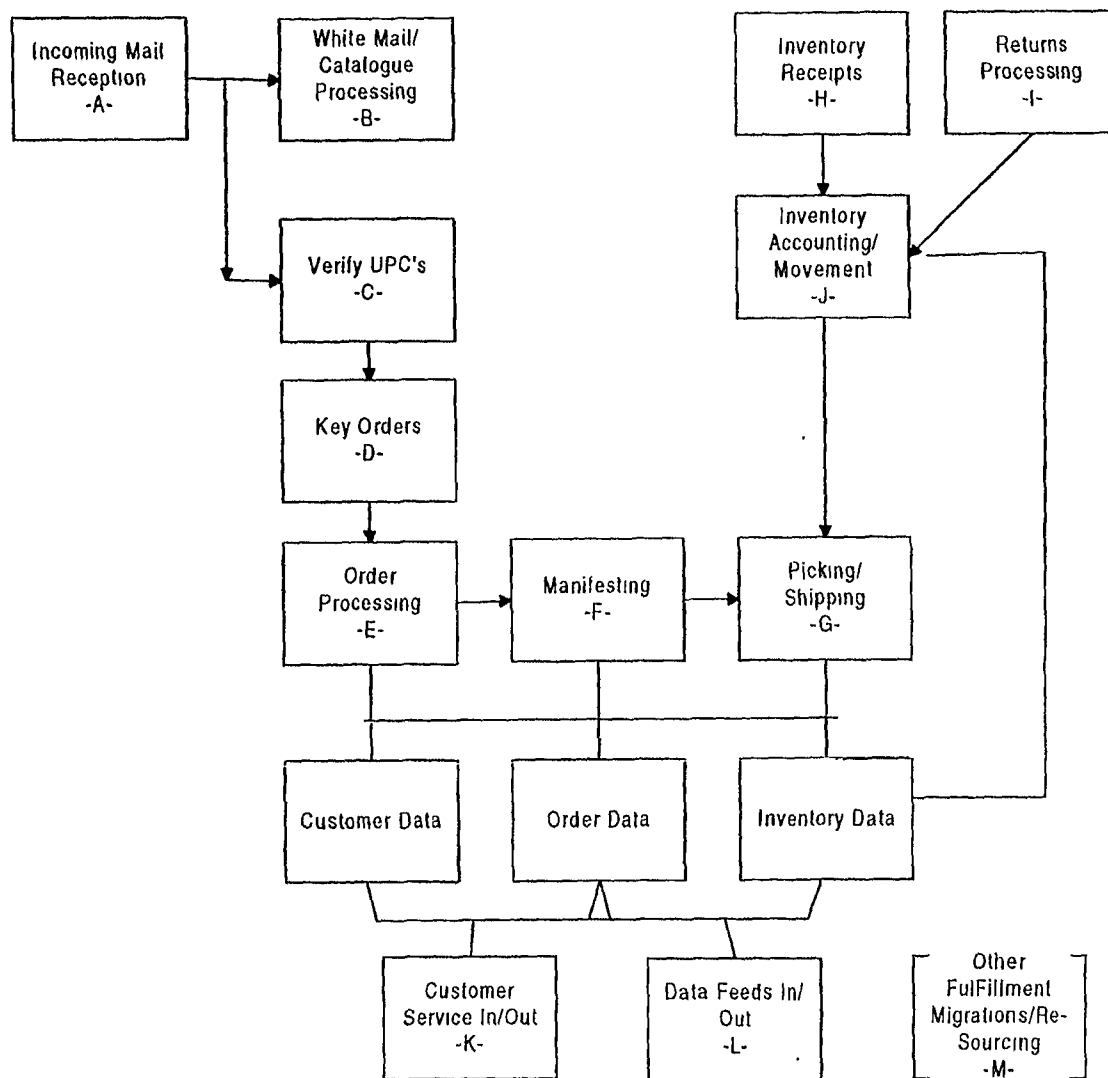 Incoming Mail
Reception
-A-
White Mail/
Catalogue
Processing
-B-
Inventory
Receipts
-H-
Returns
Processing
-I-
Verify UPC's
-C-
Inventory
Accounting/
Movement
-J-
Key Orders
-D-
Order
Processing
-E-
Manifesting
-F-
Picking/
Shipping
-G-
Customer Data
Order Data
Inventory Data
Customer
Service In/Out
-K-
Data Feeds In/
Out
-L-
Other
FulFillment
Migrations/Re-
Sourcing
-M-